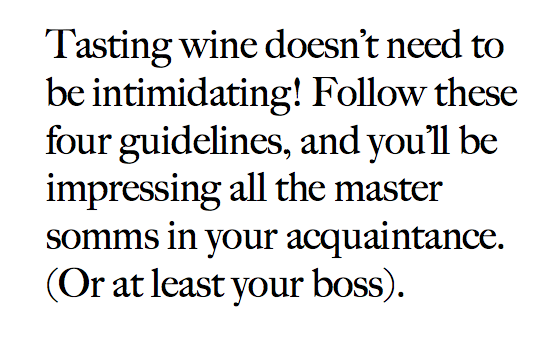 Tasting wine doesn’t need to
be intimidating! Follow these
four guidelines, and you’ll be
impressing all the master
somms in your acquaintance.
(Or at least your boss).